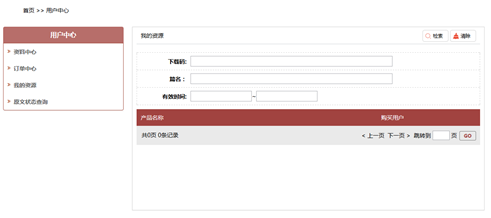 首页 >> 用户中心
用户中心
资料中心
订单中心
我的资源
原文状态查询
我的资源
检索 清除
下载码:
篇名：
有效时间: -
产品名称 购买用户
共0页 0条记录 < 上一页 下一页 > 跳转到 页 GO